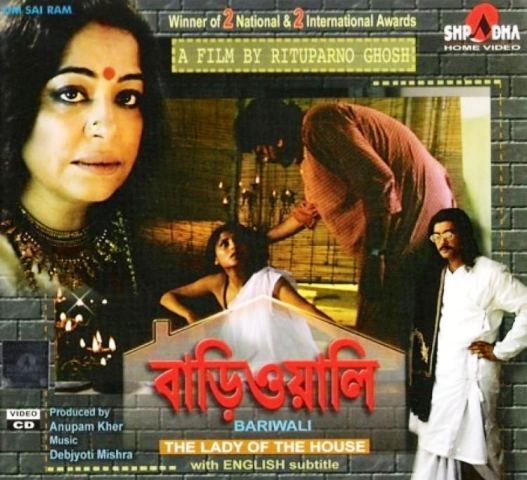 OM SAI RAM
Winner of 2 National & 2 International Awards
A FILM BY RITUPARNO GHOSH
SHRADHA
HOME VIDEO
বাড়িওয়ালি
BARIWALI
THE LADY OF THE HOUSE
with ENGLISH subtitle
VIDEO
CD
Produced by
Anupam Kher
Music
Debjyoti Mishra